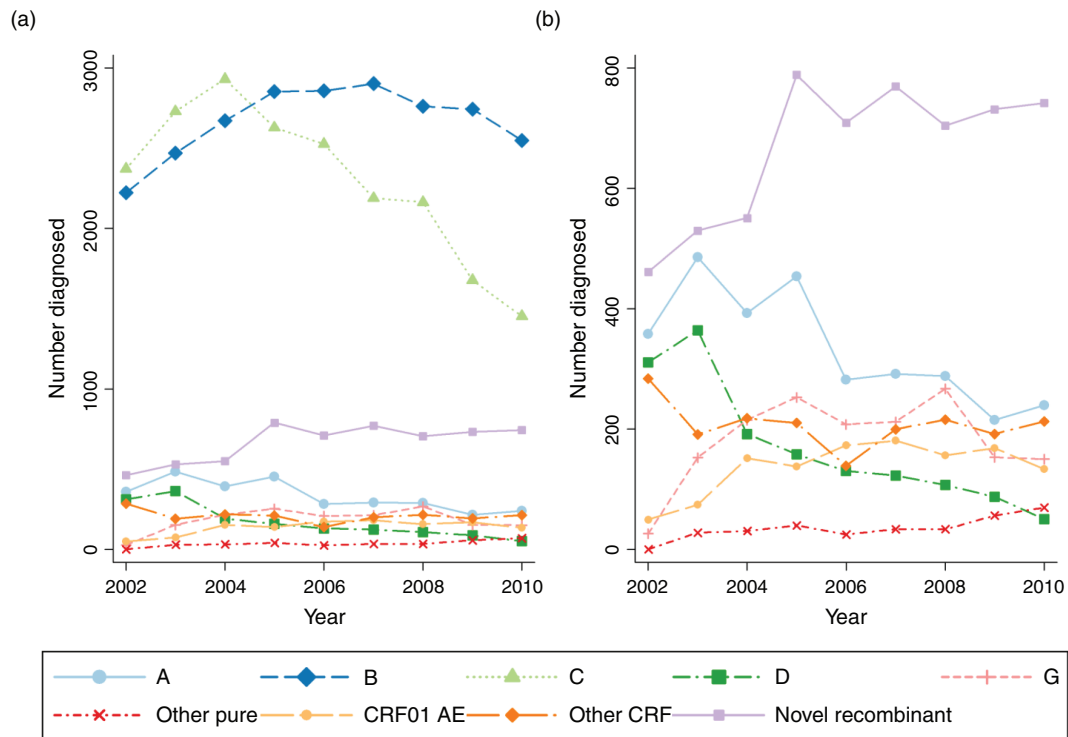 (a)
(b)
Number diagnosed
3000
2000
1000
0
2002
2004
2006
2008
2010
Year
Number diagnosed
800
600
400
200
0
2002
2004
2006
2008
2010
Year
A
B
C
D
G
Other pure
CRF01 AE
Other CRF
Novel recombinant